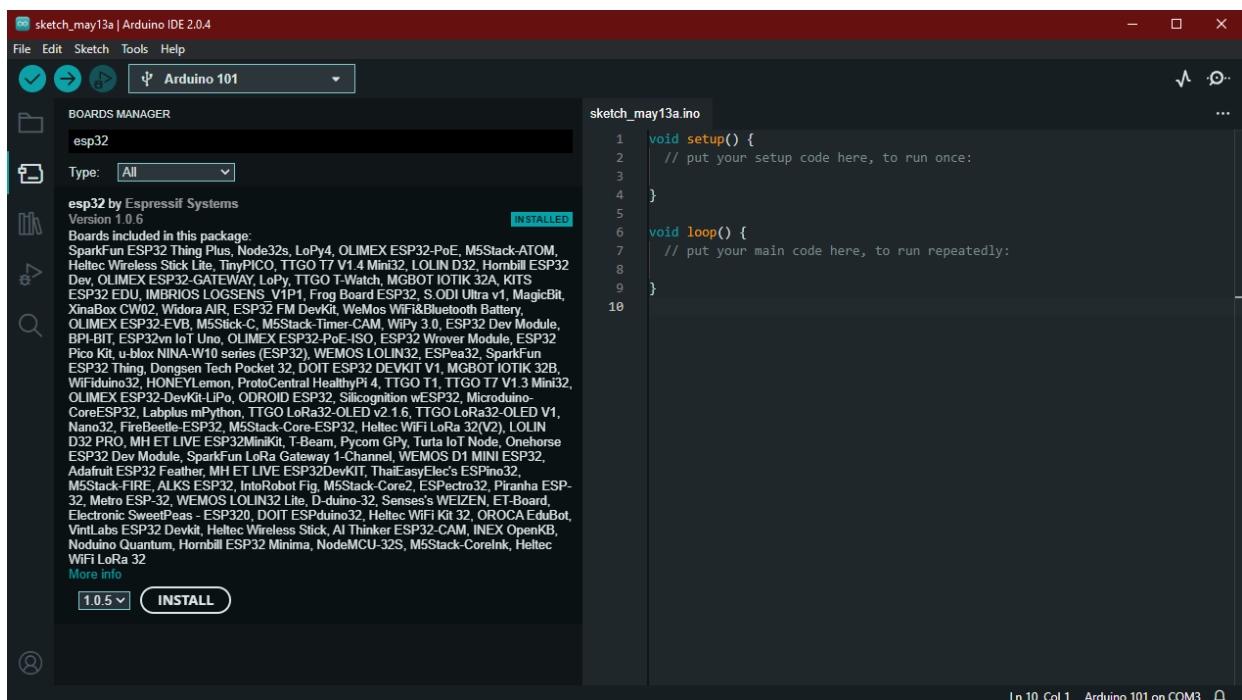 sketch_may13a | Arduino IDE 2.0.4
File Edit Sketch Tools Help
Arduino 101
BOARDS MANAGER
esp32
Type: All
esp32 by Espressif Systems
Version 1.0.6
INSTALLED
Boards included in this package:
SparkFun ESP32 Thing Plus, Node32s, LoPy4, OLIMEX ESP32-PoE, M5Stack-ATOM,
Heltec Wireless Stick Lite, TinyPICO, TTGO T7 V1.4 Mini32, LOLIN D32, Hornbill ESP32
Dev, OLIMEX ESP32-GATEWAY, LoPy, TTGO T-Watch, MGBOT IOTIK 32A, KITS
ESP32 EDU, IMBRIOS LOGSENS_V1P1, Frog Board ESP32, S.ODI Ultra v1, MagicBit,
XinaBox CW02, Widora AIR, ESP32 FM DevKit, WeMos WiFi&Bluetooth Battery,
OLIMEX ESP32-EVB, M5Stick-C, M5Stack-Timer-CAM, WiPy 3.0, ESP32 Dev Module,
BPI-BIT, ESP32vn IoT Uno, OLIMEX ESP32-PoE-ISO, ESP32 Wrover Module, ESP32
Pico Kit, u-blox NINA-W10 series (ESP32), WEMOS LOLIN32, ESPea32, SparkFun
ESP32 Thing, Dongsen Tech Pocket 32, DOIT ESP32 DEVKIT V1, MGBOT IOTIK 32B,
WiFiduino32, HONEYLemon, ProtoCentral HealthyPi 4, TTGO T1, TTGO T7 V1.3 Mini32,
OLIMEX ESP32-DevKit-LiPo, ODROID ESP32, Silicognition wESP32, Microduino-
CoreESP32, Labplus mPython, TTGO LoRa32-OLED v2.1.6, TTGO LoRa32-OLED V1,
Nano32, FireBeetle-ESP32, M5Stack-Core-ESP32, Heltec WiFi LoRa 32(V2), LOLIN
D32 PRO, MH ET LIVE ESP32MiniKit, T-Beam, Pycom GPy, Turta IoT Node, Onehorse
ESP32 Dev Module, SparkFun LoRa Gateway 1-Channel, WEMOS D1 MINI ESP32,
Adafruit ESP32 Feather, MH ET LIVE ESP32DevKIT, ThaiEasyElec's ESPino32,
M5Stack-FIRE, ALKS ESP32, IntoRobot Fig, M5Stack-Core2, ESPectro32, Piranha ESP-
32, Metro ESP-32, WEMOS LOLIN32 Lite, D-duino-32, Senses's WEIZEN, ET-Board,
Electronic SweetPeas - ESP320, DOIT ESPduino32, Heltec WiFi Kit 32, OROCA EduBot,
VintLabs ESP32 Devkit, Heltec Wireless Stick, AI Thinker ESP32-CAM, INEX OpenKB,
Noduino Quantum, Hornbill ESP32 Minima, NodeMCU-32S, M5Stack-CoreInk, Heltec
WiFi LoRa 32
More info
1.0.5 INSTALL
sketch_may13a.ino
1 void setup() {
2 // put your setup code here, to run once:
3
4 }
5
6 void loop() {
7 // put your main code here, to run repeatedly:
8
9 }
10
Ln 10, Col 1 Arduino 101 on COM3